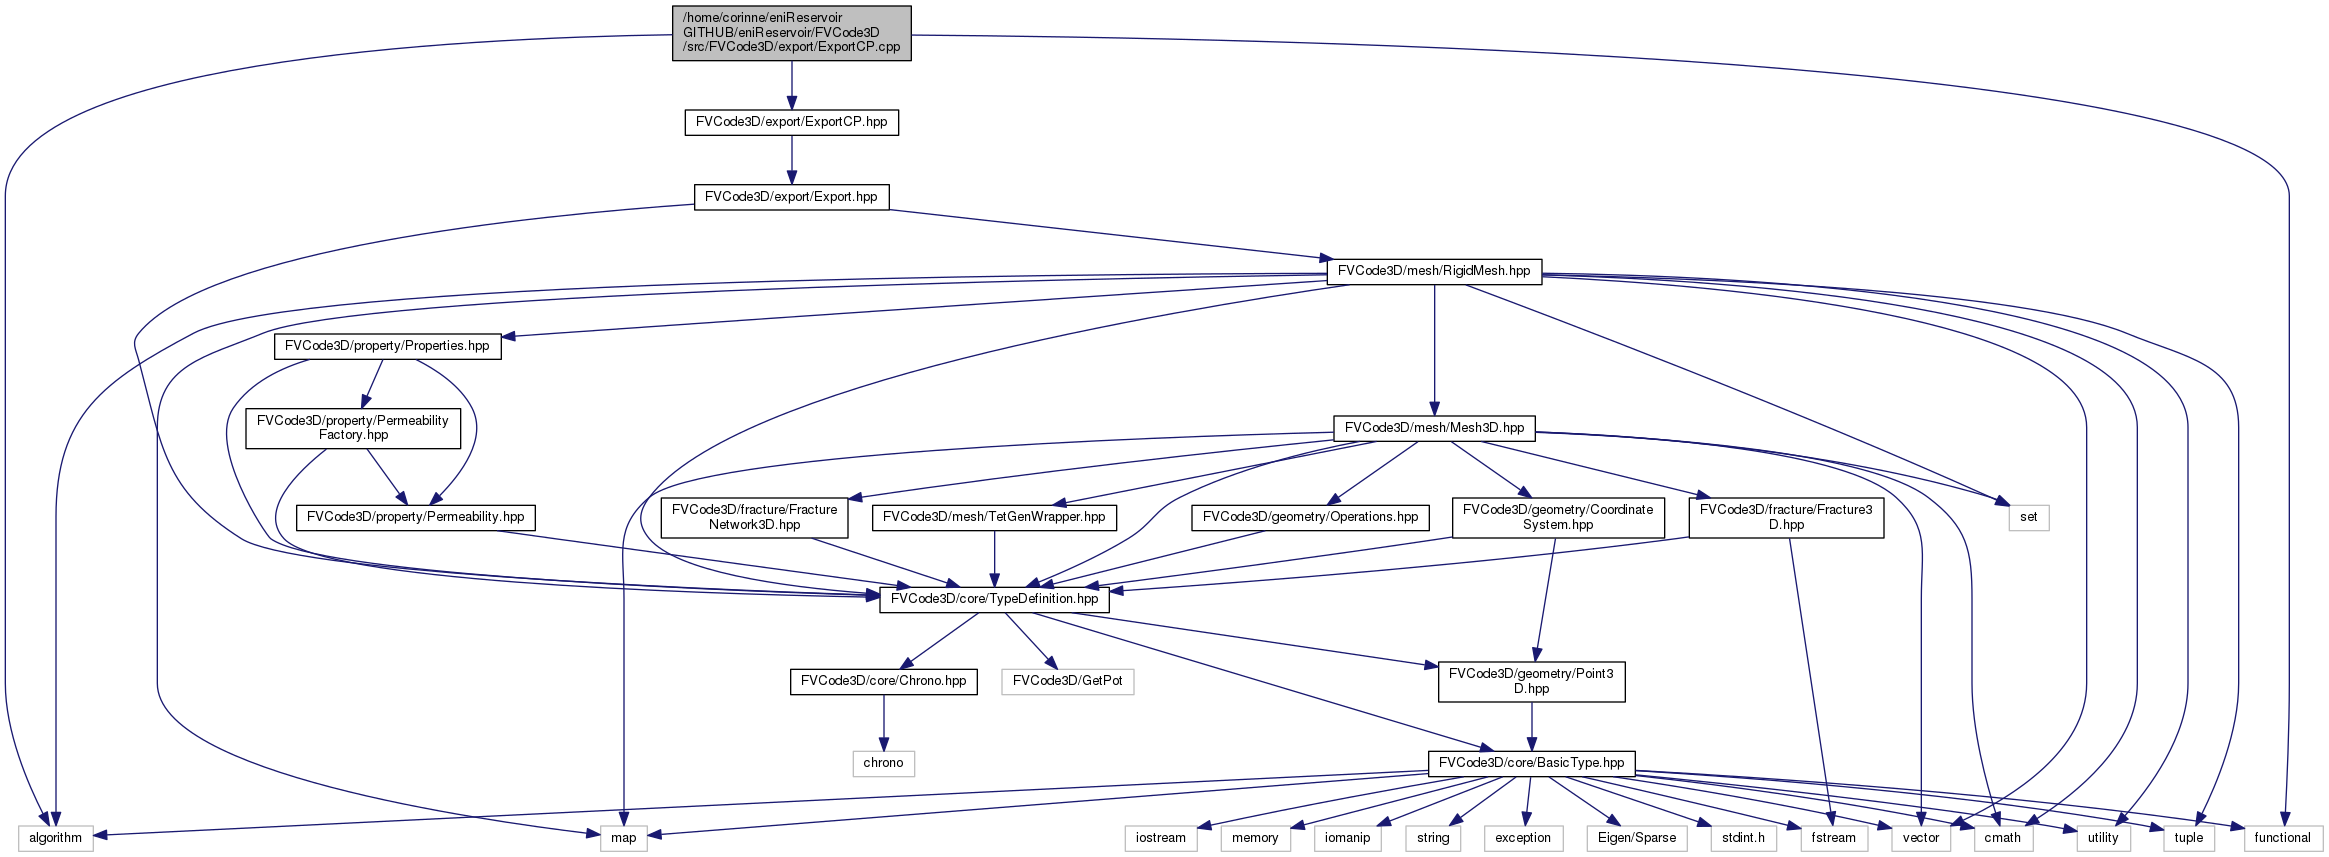 /home/corinne/eniReservoir
GITHUB/eniReservoir/FVCode3D
/src/FVCode3D/export/ExportCP.cpp
FVCode3D/export/ExportCP.hpp
FVCode3D/export/Export.hpp
FVCode3D/mesh/RigidMesh.hpp
FVCode3D/property/Properties.hpp
FVCode3D/property/Permeability
Factory.hpp
FVCode3D/mesh/Mesh3D.hpp
FVCode3D/property/Permeability.hpp
FVCode3D/fracture/Fracture
Network3D.hpp
FVCode3D/mesh/TetGenWrapper.hpp
FVCode3D/geometry/Operations.hpp
FVCode3D/geometry/Coordinate
System.hpp
FVCode3D/fracture/Fracture3
D.hpp
set
FVCode3D/core/TypeDefinition.hpp
FVCode3D/core/Chrono.hpp
FVCode3D/GetPot
FVCode3D/geometry/Point3
D.hpp
chrono
FVCode3D/core/BasicType.hpp
algorithm
map
iostream
memory
iomanip
string
exception
Eigen/Sparse
stdint.h
fstream
vector
cmath
utility
tuple
functional